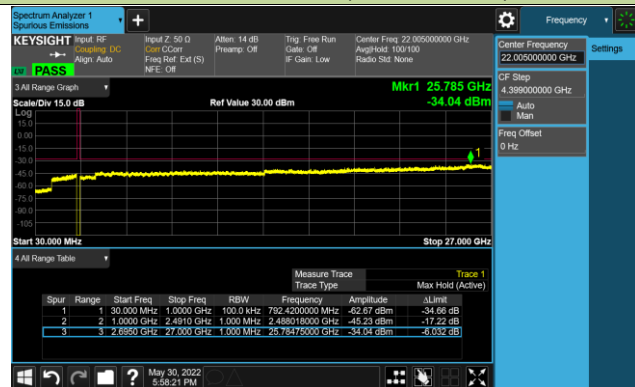 Spectrum Analyzer 1
Spurious Emissions
+
Frequency
KEYSIGHT
Input: RF
Coupling: DC
Align: Auto
Input Z: 50 Ω
Corr CCorr
Freq Ref: Ext (S)
NFE: Off
Atten: 14 dB
Preamp: Off
Trig: Free Run
Gate: Off
IF Gain: Low
Center Freq: 22.005000000 GHz
Avg|Hold: 100/100
Radio Std: None
PASS
Center Frequency
22.005000000 GHz
Settings
CF Step
4.399000000 GHz
Auto
Man
Freq Offset
0 Hz
3 All Range Graph
Mkr1 25.785 GHz
Scale/Div 15.0 dB
Ref Value 30.00 dBm
-34.04 dBm
Log
15.0
0.00
-15.0
-30.0
-45.0
-60.0
-75.0
-90.0
-105
1
Start 30.000 MHz
Stop 27.000 GHz
4 All Range Table
Measure Trace Trace 1
Trace Type Max Hold (Active)
Spur Range Start Freq Stop Freq RBW Frequency Amplitude ΔLimit
1 1 30.000 MHz 1.0000 GHz 100.0 kHz 792.4200000 MHz -62.67 dBm -34.66 dB
2 2 1.0000 GHz 2.4910 GHz 1.000 MHz 2.488018000 GHz -45.23 dBm -17.22 dB
3 3 2.6950 GHz 27.000 GHz 1.000 MHz 25.78475000 GHz -34.04 dBm -6.032 dB
?
May 30, 2022
5:58:21 PM